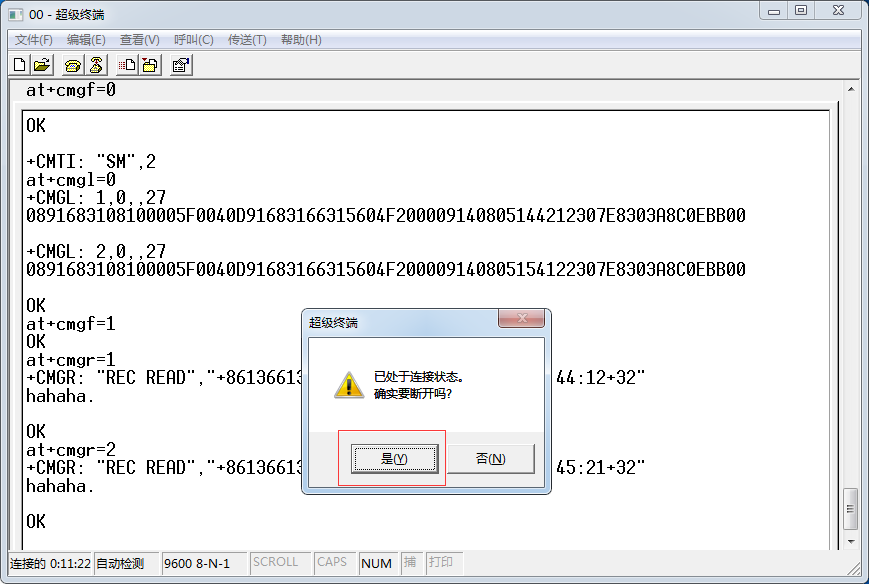 00 - 超级终端
文件(F) 编辑(E) 查看(V) 呼叫(C) 传送(T) 帮助(H)
at+cmgf=0
OK
+CMTI: "SM",2
at+cmgl=0
+CMGL: 1,0,,27
0891683108100005F0040D91683166315604F20000914080514421230​7E8303A8C0EBB00
+CMGL: 2,0,,27
0891683108100005F0040D91683166315604F200009140805154122307E8303A8C0EBB00
OK
at+cmgf=1
OK
at+cmgr=1
+CMGR: "REC READ","+86136613 44:12+32"
hahaha.
OK
at+cmgr=2
+CMGR: "REC READ","+86136613 45:21+32"
hahaha.
OK
超级终端
已处于连接状态。
确实要断开吗?
是(Y) 否(N)
连接的 0:11:22 自动检测 9600 8-N-1 SCROLL CAPS NUM 捕 打印